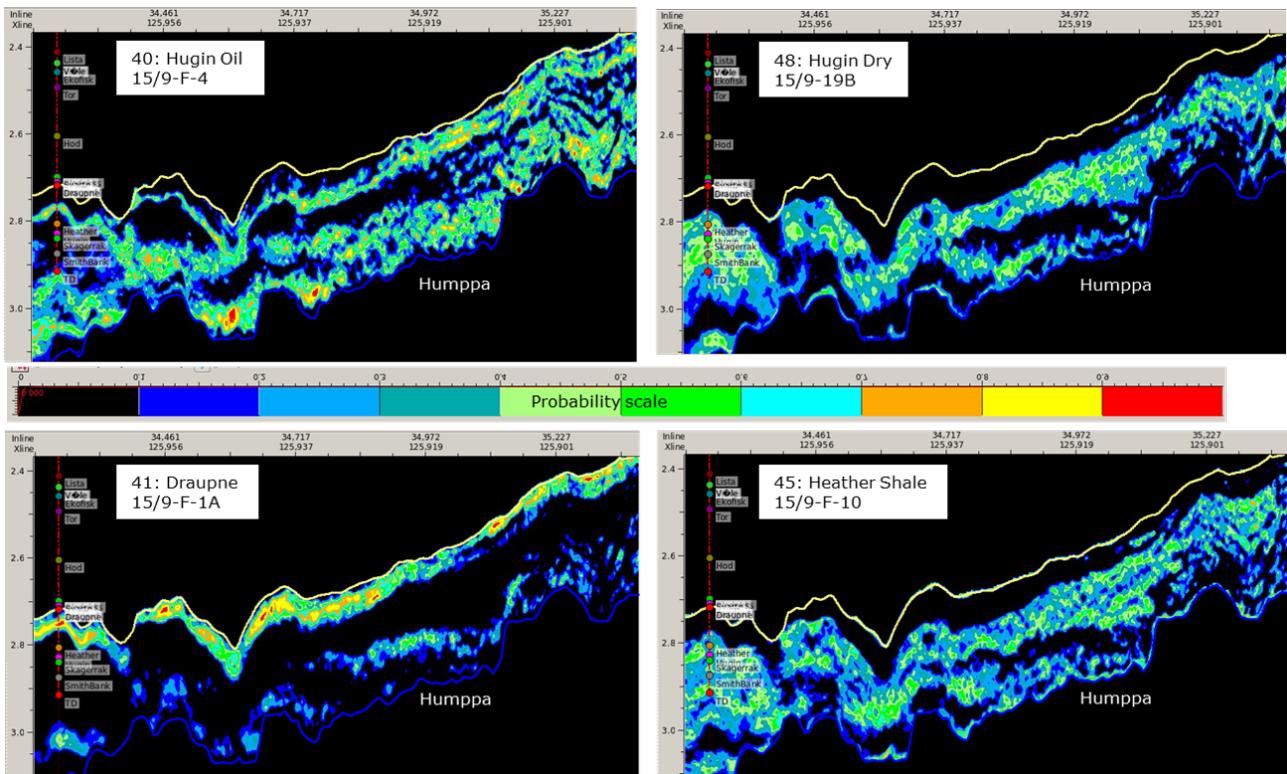 Inline 34,461 34,717 34,972 35,227
Xline 125,956 125,937 125,919 125,901
40: Hugin Oil
15/9-F-4
2.4
2.6
2.8
3.0
Lista
V�le
Ekofisk
Tor
Hod
Draupne
Heather
Skagerrak
SmithBank
TD
Humppa
Inline 34,461 34,717 34,972 35,227
Xline 125,956 125,937 125,919 125,901
48: Hugin Dry
15/9-19B
2.4
2.6
2.8
3.0
Lista
V�le
Ekofisk
Tor
Hod
Draupne
Heather
Skagerrak
SmithBank
TD
Humppa
Probability scale
Inline 34,461 34,717 34,972 35,227
Xline 125,956 125,937 125,919 125,901
41: Draupne
15/9-F-1A
2.4
2.6
2.8
3.0
Lista
V�le
Ekofisk
Tor
Hod
Draupne
Heather
Skagerrak
SmithBank
TD
Humppa
Inline 34,461 34,717 34,972 35,227
Xline 125,956 125,937 125,919 125,901
45: Heather Shale
15/9-F-10
2.4
2.6
2.8
3.0
Lista
V�le
Ekofisk
Tor
Hod
Draupne
Heather
Skagerrak
SmithBank
TD
Humppa